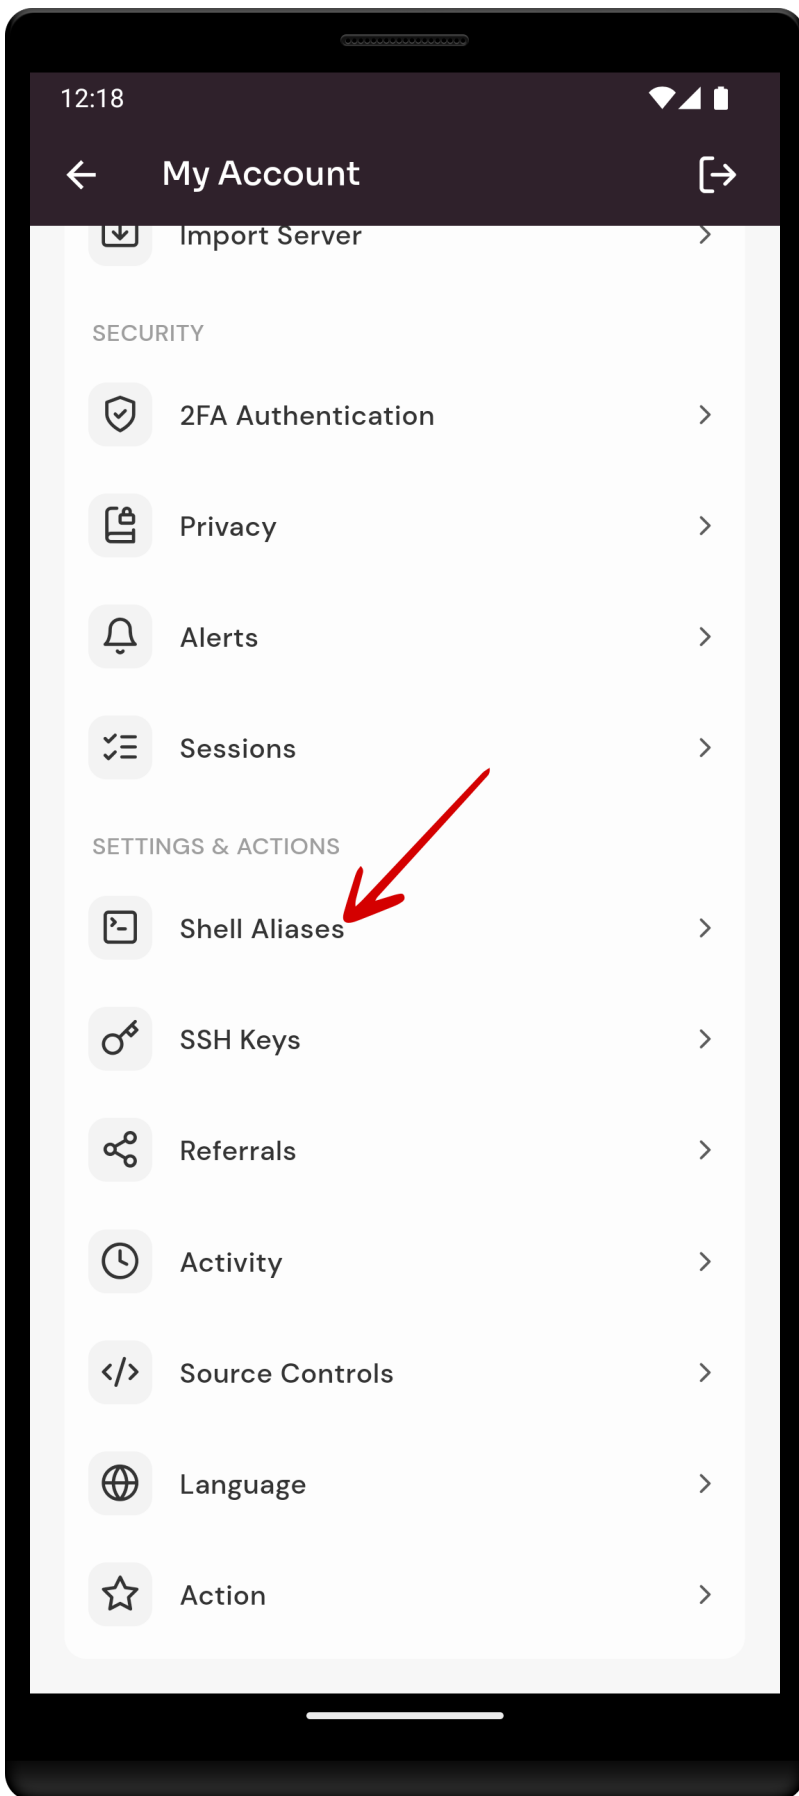 12:18
My Account
Import Server
SECURITY
2FA Authentication
Privacy
Alerts
Sessions
SETTINGS & ACTIONS
Shell Aliases
SSH Keys
Referrals
Activity
Source Controls
Language
Action